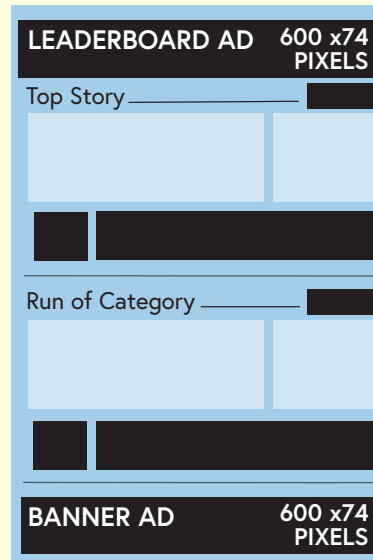 LEADERBOARD AD 600 x74
PIXELS
Top Story
Run of Category
BANNER AD 600 x74
PIXELS